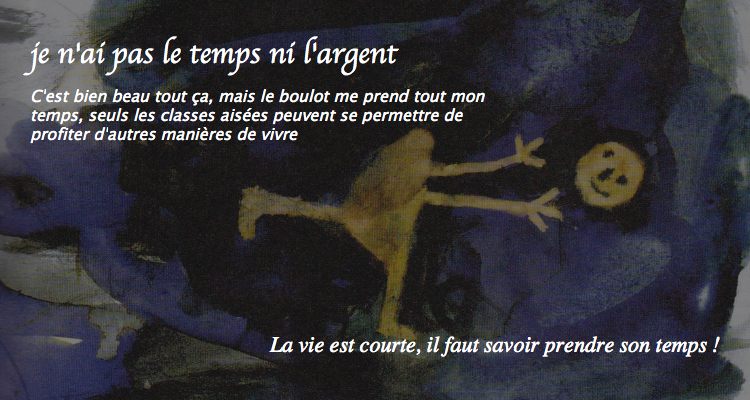 je n'ai pas le temps ni l'argent
C'est bien beau tout ça, mais le boulot me prend tout mon
temps, seuls les classes aisées peuvent se permettre de
profiter d'autres manières de vivre
La vie est courte, il faut savoir prendre son temps !